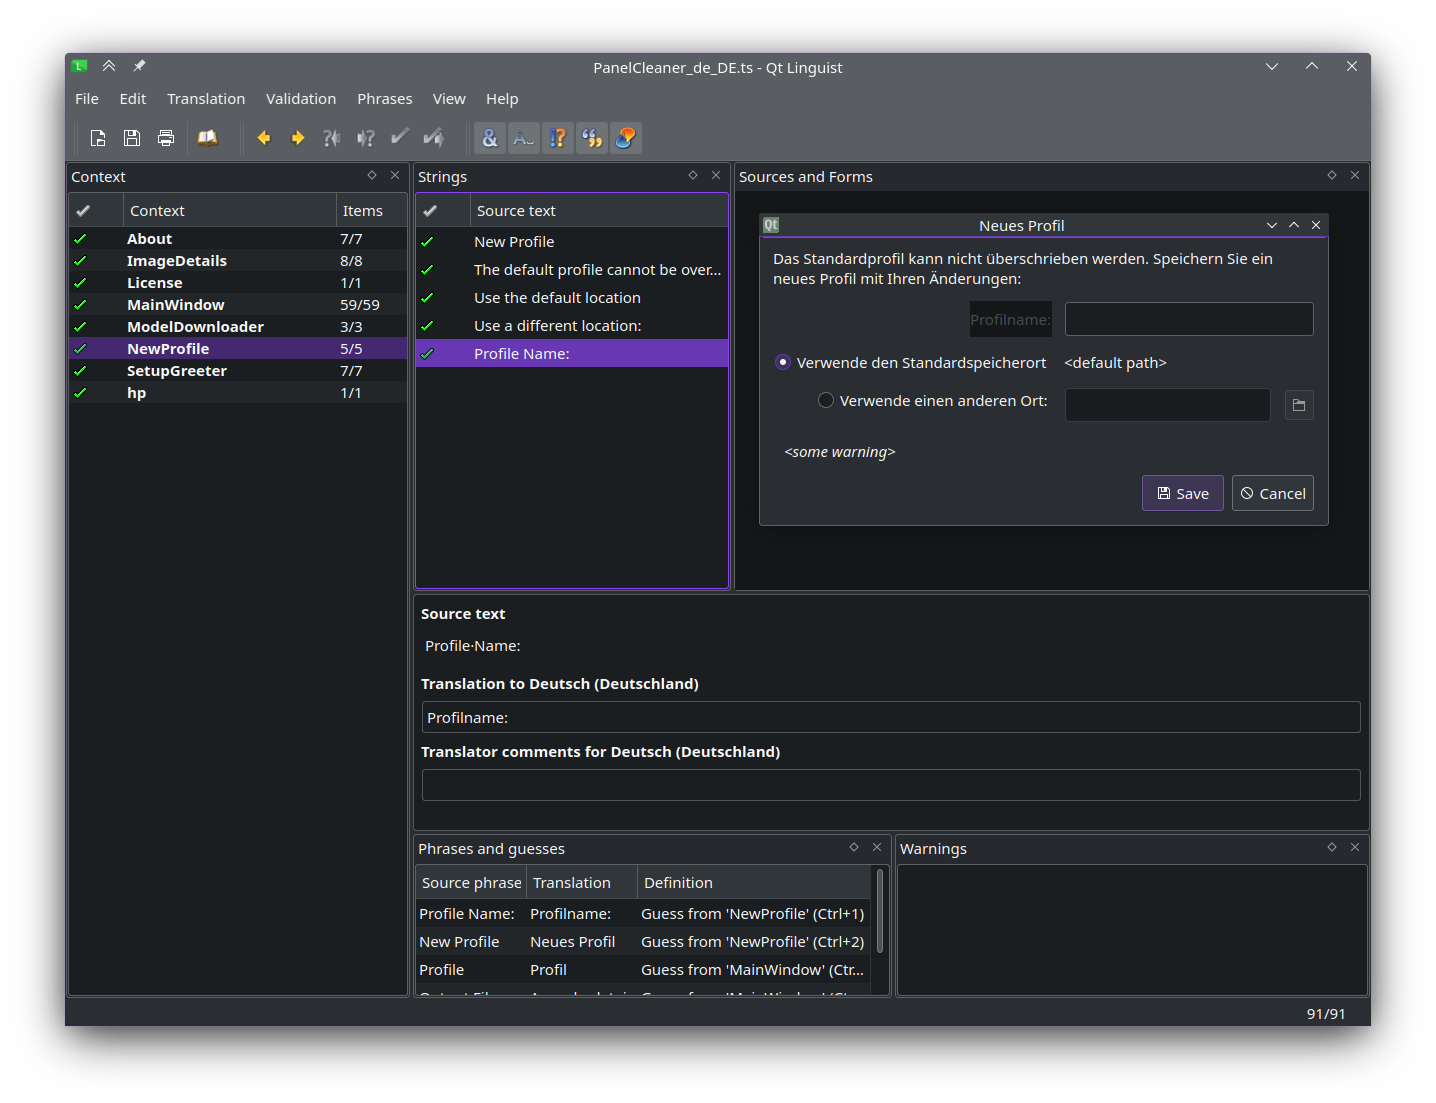 PanelCleaner_de_DE.ts - Qt Linguist
File Edit Translation Validation Phrases View Help
Context
Context Items
About 7/7
ImageDetails 8/8
License 1/1
MainWindow 59/59
ModelDownloader 3/3
NewProfile 5/5
SetupGreeter 7/7
hp 1/1
Strings
Source text
New Profile
The default profile cannot be over...
Use the default location
Use a different location:
Profile Name:
Sources and Forms
Qt Neues Profil
Das Standardprofil kann nicht überschrieben werden. Speichern Sie ein
neues Profil mit Ihren Änderungen:
Profilname:
Verwende den Standardspeicherort <default path>
Verwende einen anderen Ort:
<some warning>
Save Cancel
Source text
Profile·Name:
Translation to Deutsch (Deutschland)
Profilname:
Translator comments for Deutsch (Deutschland)
Phrases and guesses
Source phrase Translation Definition
Profile Name: Profilname: Guess from 'NewProfile' (Ctrl+1)
New Profile Neues Profil Guess from 'NewProfile' (Ctrl+2)
Profile Profil Guess from 'MainWindow' (Ctr...
Warnings
91/91